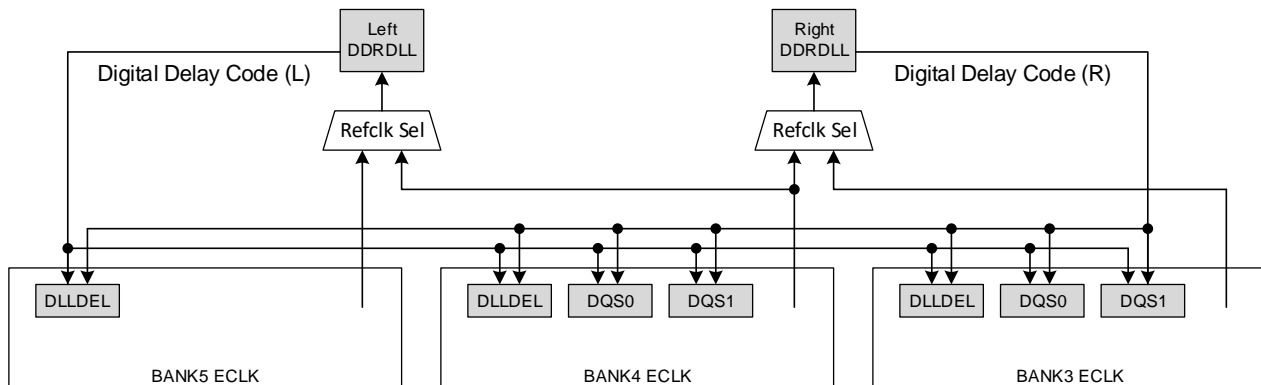 Left
DDRDLL
Right
DDRDLL
Digital Delay Code (L)
Digital Delay Code (R)
Refclk Sel
Refclk Sel
DLLDEL
DLLDEL
DQS0
DQS1
DLLDEL
DQS0
DQS1
BANK5 ECLK
BANK4 ECLK
BANK3 ECLK